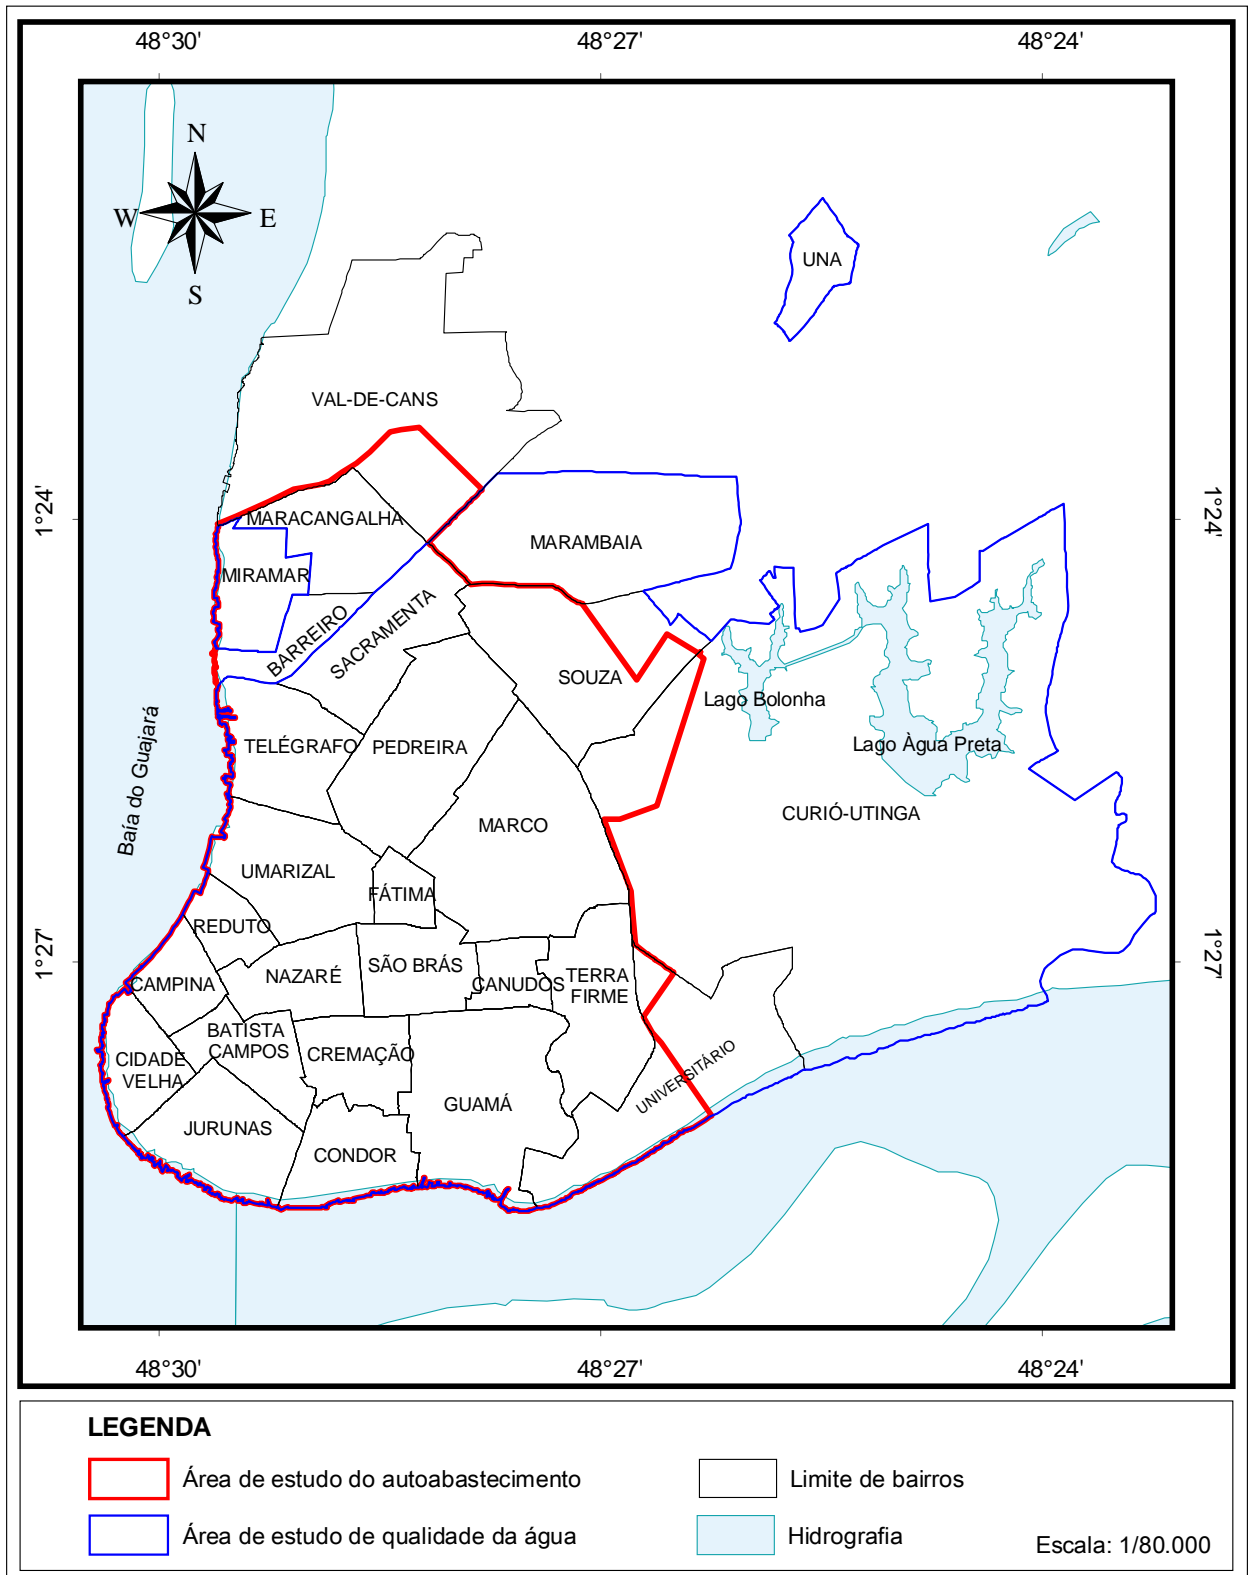 48°30' 48°27' 48°24'
N
W E
S
UNA
VAL-DE-CANS
1°24' 1°24'
MARACANGALHA
MARAMBAIA
MIRAMAR
BARREIRO
SACRAMENTA
SOUZA
Lago Bolonha
Baía do Guajará
TELÉGRAFO PEDREIRA
Lago Àgua Preta
MARCO
CURIÓ-UTINGA
UMARIZAL
FÁTIMA
REDUTO
1°27' 1°27'
SÃO BRÁS
NAZARÉ
CAMPINA
CANUDOS
TERRA
FIRME
BATISTA
CAMPOS
CREMAÇÃO
CIDADE
VELHA
UNIVERSITÁRIO
GUAMÁ
JURUNAS
CONDOR
48°30' 48°27' 48°24'
LEGENDA
Área de estudo do autoabastecimento
Limite de bairros
Área de estudo de qualidade da água
Hidrografia
Escala: 1/80.000